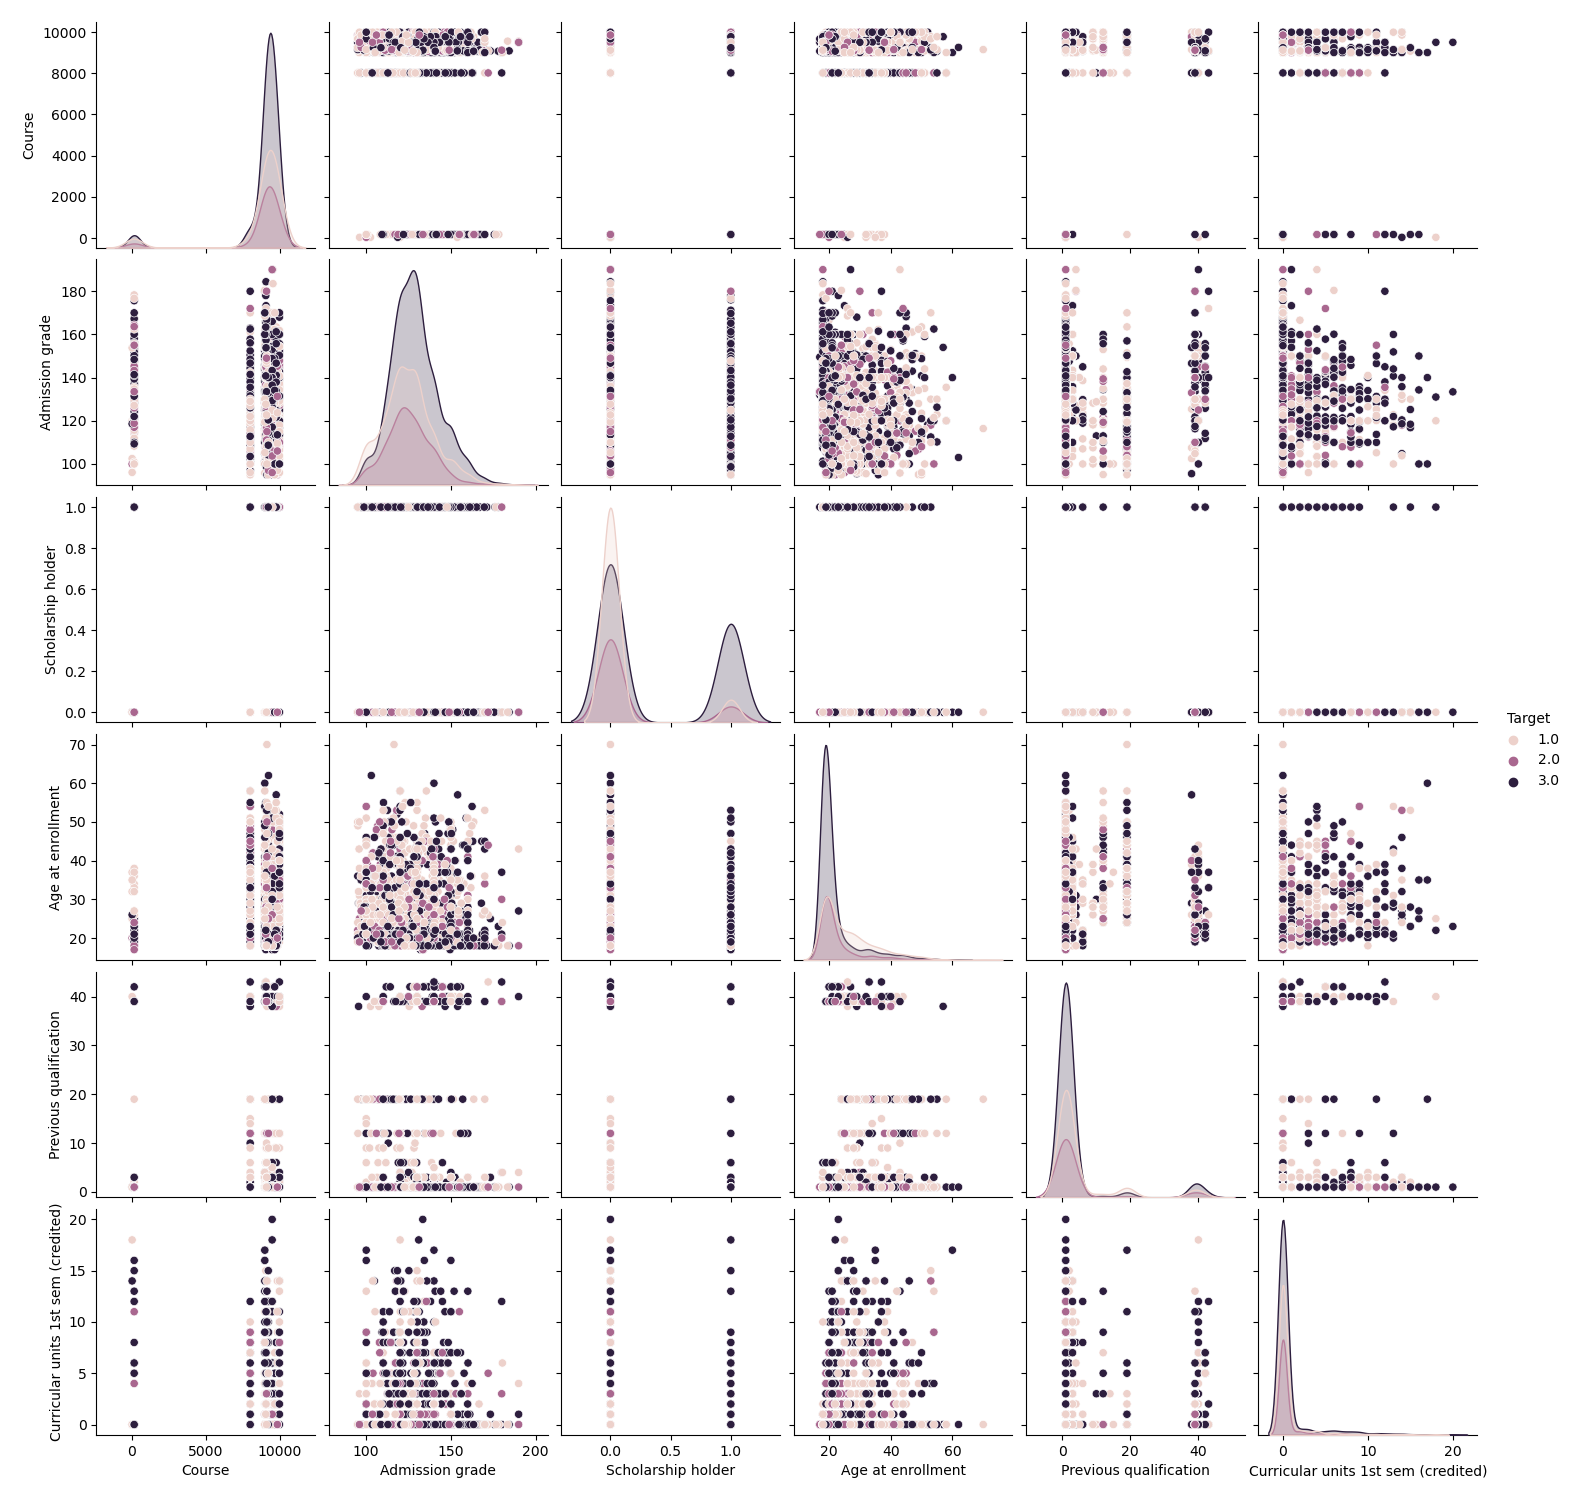 10000
8000
6000
4000
2000
0
Course
180
160
140
120
100
Admission grade
1.0
0.8
0.6
0.4
0.2
0.0
Scholarship holder
70
60
50
40
30
20
Age at enrollment
40
30
20
10
0
Previous qualification
20
15
10
5
0
Curricular units 1st sem (credited)
0 5000 10000
Course
100 150 200
Admission grade
0.0 0.5 1.0
Scholarship holder
20 40 60
Age at enrollment
0 20 40
Previous qualification
0 10 20
Curricular units 1st sem (credited)
Target
1.0
2.0
3.0